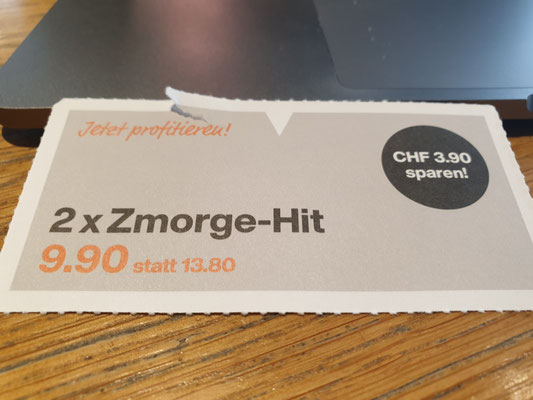 Jetzt profitieren!
CHF 3.90
sparen!
2 x Zmorge-Hit
9.90 statt 13.80